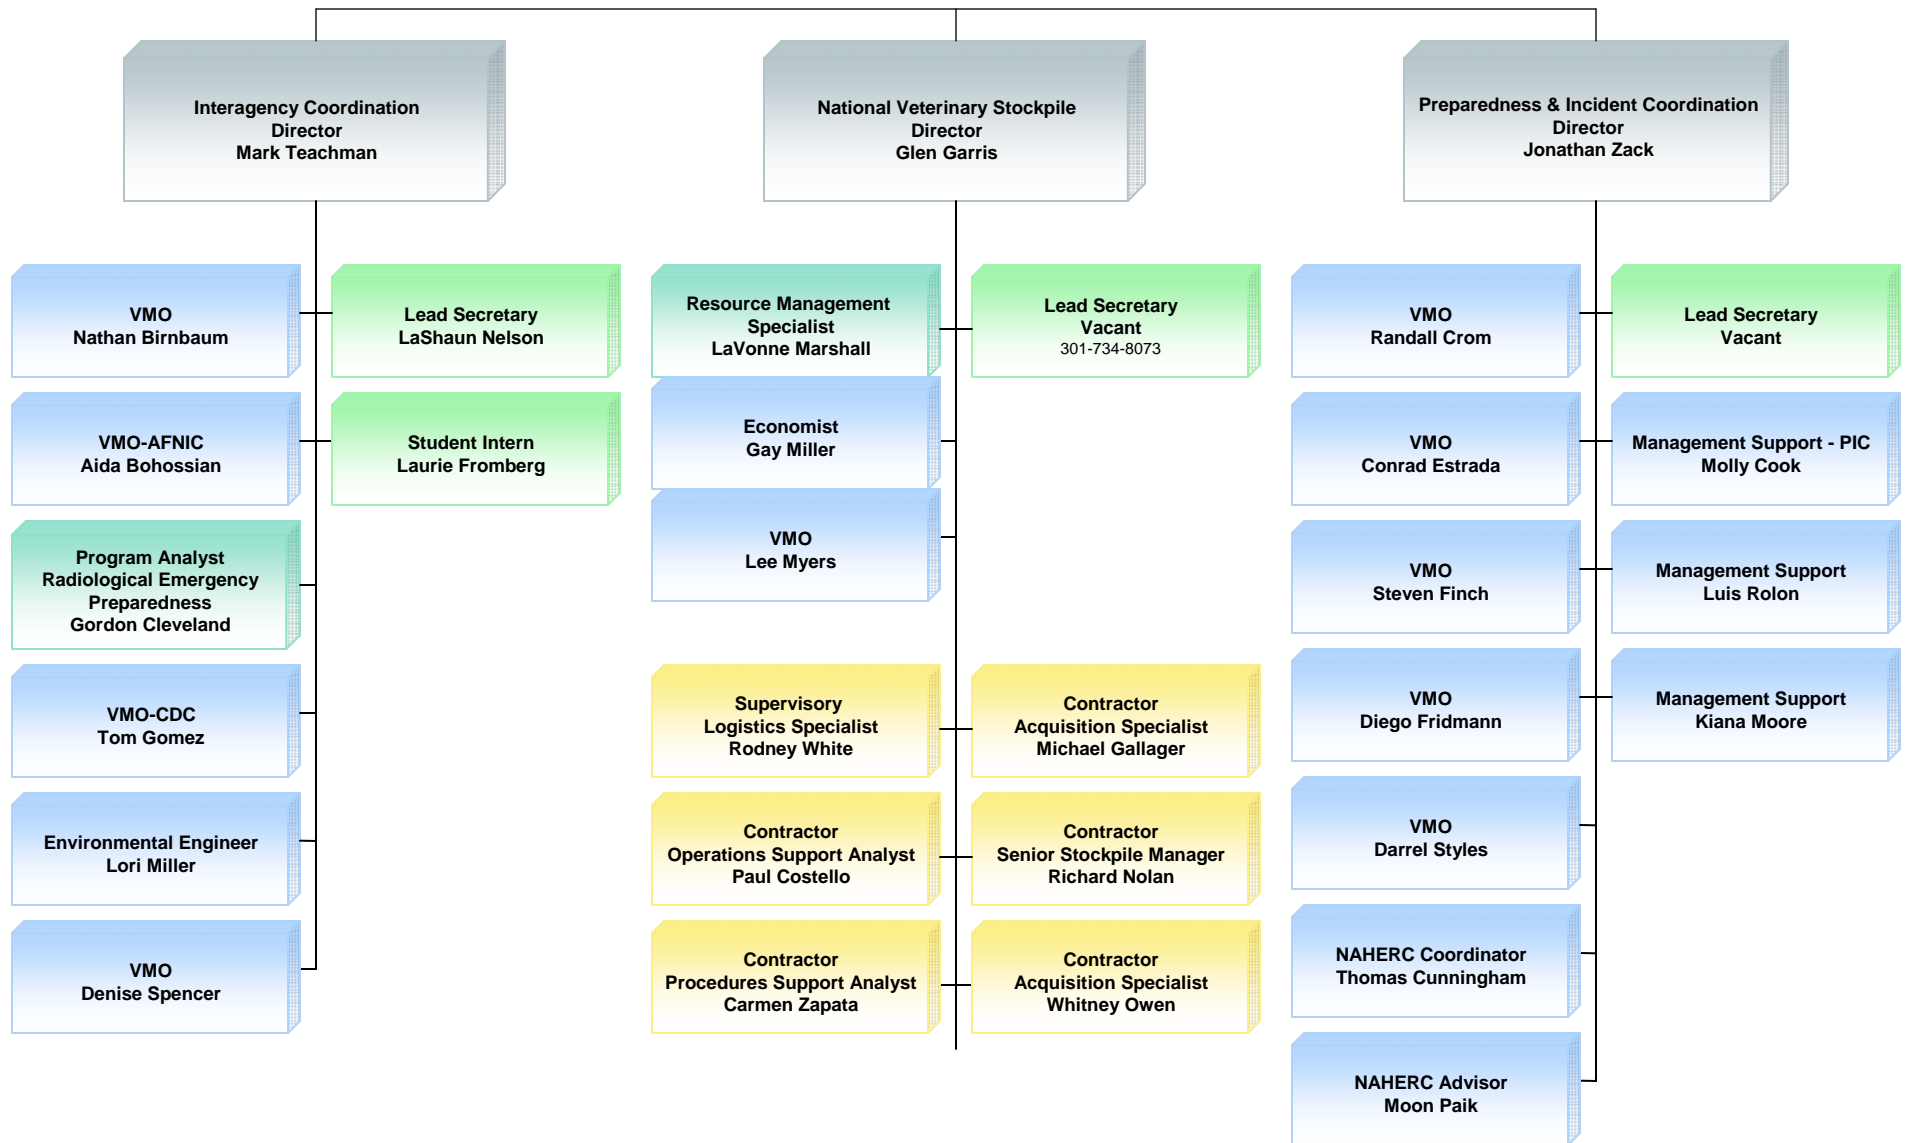 Interagency Coordination
Director
Mark Teachman
National Veterinary Stockpile
Director
Glen Garris
Preparedness & Incident Coordination
Director
Jonathan Zack
VMO
Nathan Birnbaum
Lead Secretary
LaShaun Nelson
VMO-AFNIC
Aida Bohossian
Student Intern
Laurie Fromberg
Program Analyst
Radiological Emergency
Preparedness
Gordon Cleveland
VMO-CDC
Tom Gomez
Environmental Engineer
Lori Miller
VMO
Denise Spencer
Resource Management
Specialist
LaVonne Marshall
Lead Secretary
Vacant
301-734-8073
Economist
Gay Miller
VMO
Lee Myers
Supervisory
Logistics Specialist
Rodney White
Contractor
Acquisition Specialist
Michael Gallager
Contractor
Operations Support Analyst
Paul Costello
Contractor
Senior Stockpile Manager
Richard Nolan
Contractor
Procedures Support Analyst
Carmen Zapata
Contractor
Acquisition Specialist
Whitney Owen
VMO
Randall Crom
Lead Secretary
Vacant
VMO
Conrad Estrada
Management Support - PIC
Molly Cook
VMO
Steven Finch
Management Support
Luis Rolon
VMO
Diego Fridmann
Management Support
Kiana Moore
VMO
Darrel Styles
NAHERC Coordinator
Thomas Cunningham
NAHERC Advisor
Moon Paik